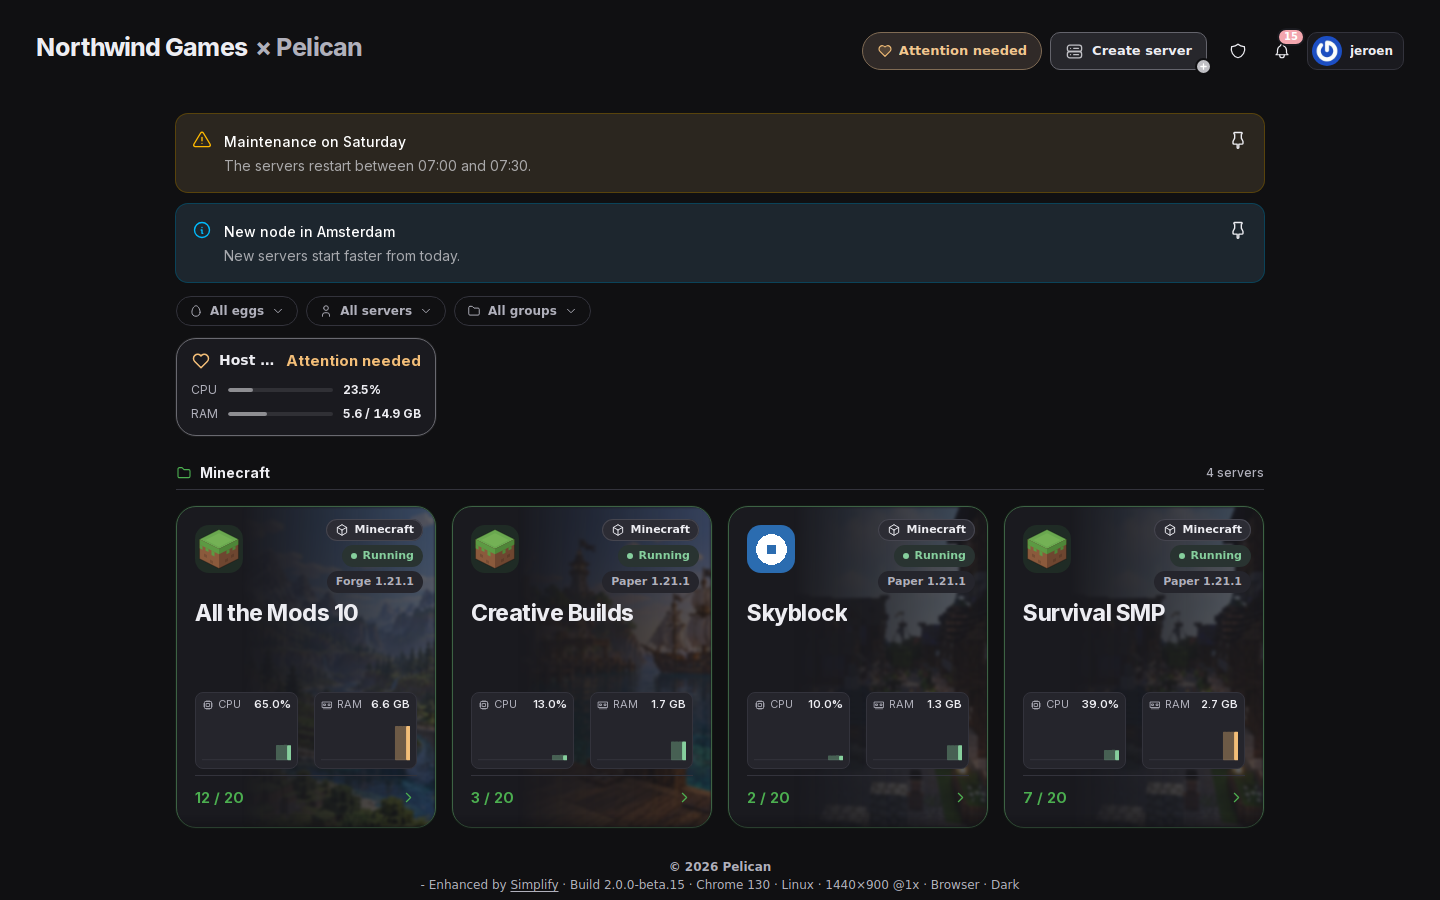 Northwind Games × Pelican
Attention needed
Create server
15
jeroen
Maintenance on Saturday
The servers restart between 07:00 and 07:30.
New node in Amsterdam
New servers start faster from today.
All eggs
All servers
All groups
Host ... Attention needed
CPU 23.5%
RAM 5.6 / 14.9 GB
Minecraft
4 servers
Minecraft
Running
Forge 1.21.1
All the Mods 10
CPU 65.0%
RAM 6.6 GB
12 / 20
Minecraft
Running
Paper 1.21.1
Creative Builds
CPU 13.0%
RAM 1.7 GB
3 / 20
Minecraft
Running
Paper 1.21.1
Skyblock
CPU 10.0%
RAM 1.3 GB
2 / 20
Minecraft
Running
Paper 1.21.1
Survival SMP
CPU 39.0%
RAM 2.7 GB
7 / 20
© 2026 Pelican
- Enhanced by Simplify · Build 2.0.0-beta.15 · Chrome 130 · Linux · 1440×900 @1x · Browser · Dark